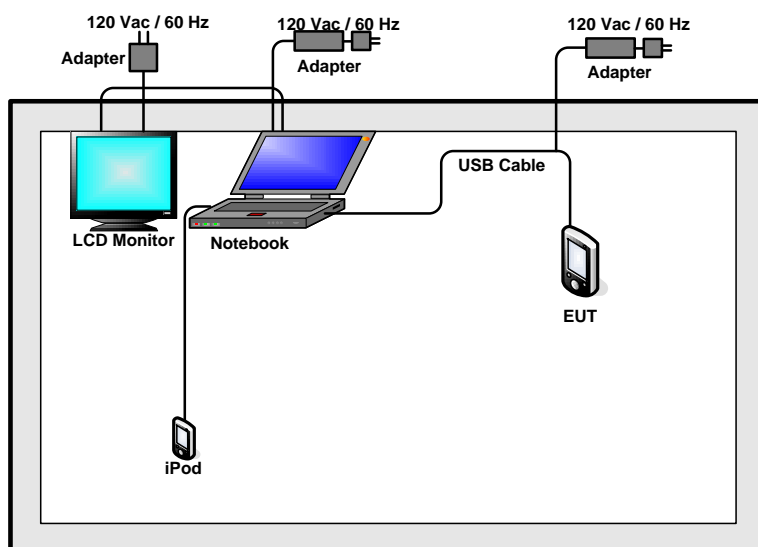 120 Vac / 60 Hz
Adapter
120 Vac / 60 Hz
Adapter
120 Vac / 60 Hz
Adapter
USB Cable
LCD Monitor
Notebook
EUT
iPod